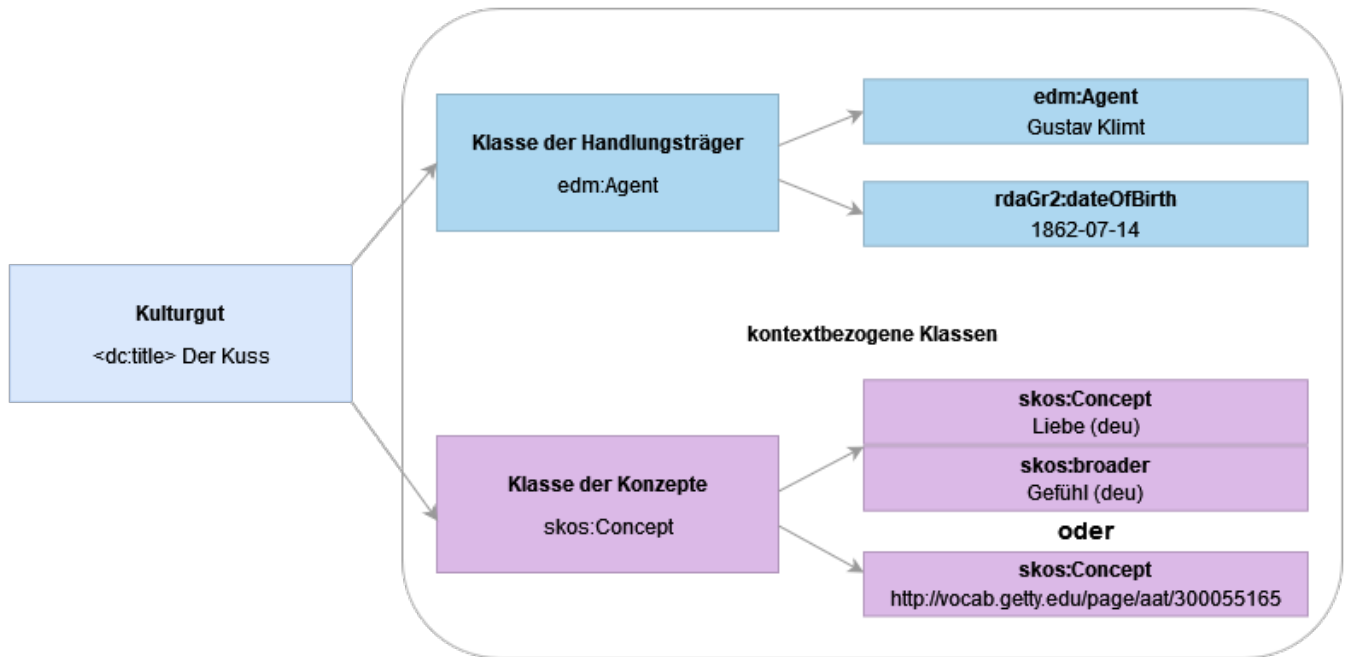 Kulturgut
<dc:title> Der Kuss
Klasse der Handlungsträger
edm:Agent
edm:Agent
Gustav Klimt
rdaGr2:dateOfBirth
1862-07-14
kontextbezogene Klassen
Klasse der Konzepte
skos:Concept
skos:Concept
Liebe (deu)
skos:broader
Gefühl (deu)
oder
skos:Concept
http://vocab.getty.edu/page/aat/300055165